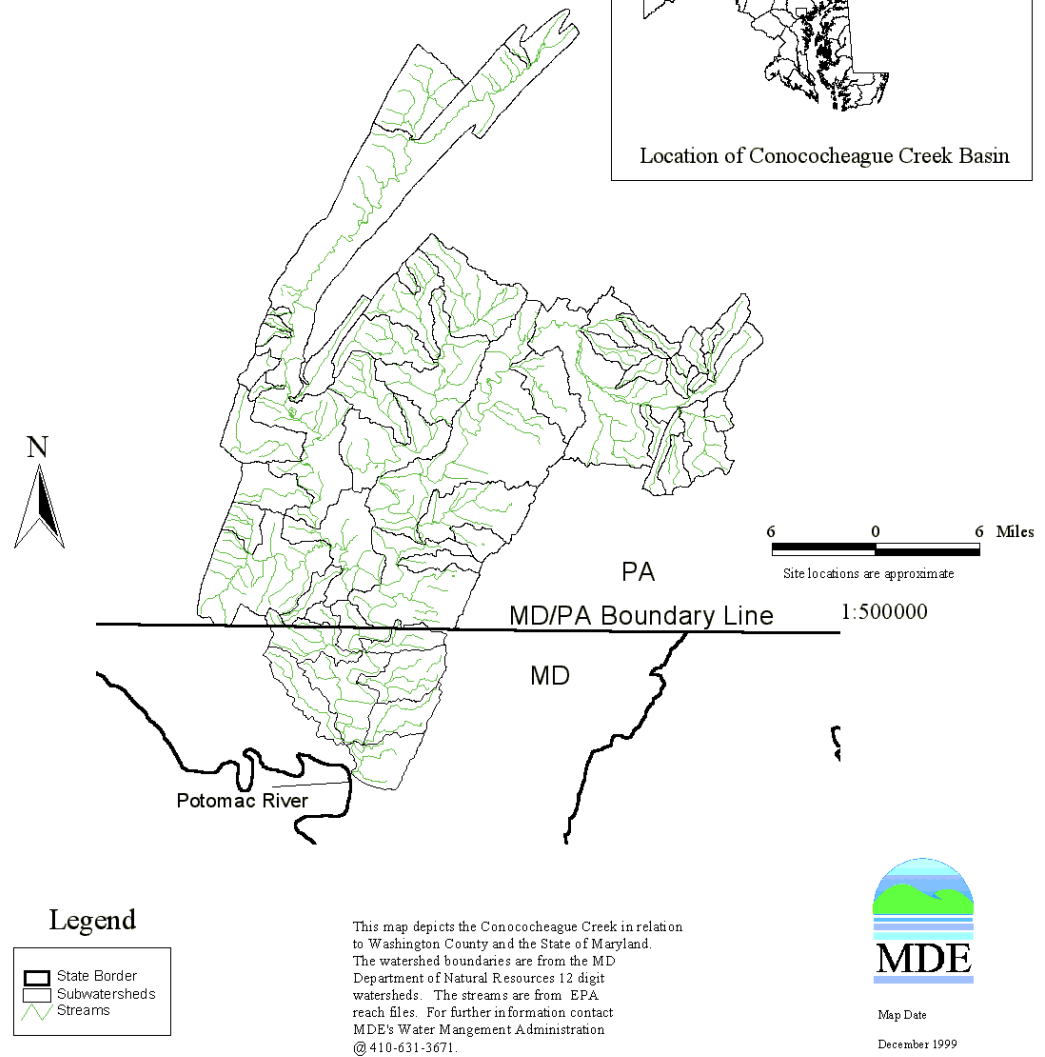 Location of Conococheague Creek Basin
N
6 0 6 Miles
Site locations are approximate
PA
MD/PA Boundary Line
1:500000
MD
Potomac River
Legend
State Border
Subwatersheds
Streams
This map depicts the Conococheague Creek in relation
to Washington County and the State of Maryland.
The watershed boundaries are from the MD
Department of Natural Resources 12 digit
watersheds. The streams are from EPA
reach files. For further information contact
MDE's Water Mangement Administration
@ 410-631-3671.
MDE
Map Date
December 1999